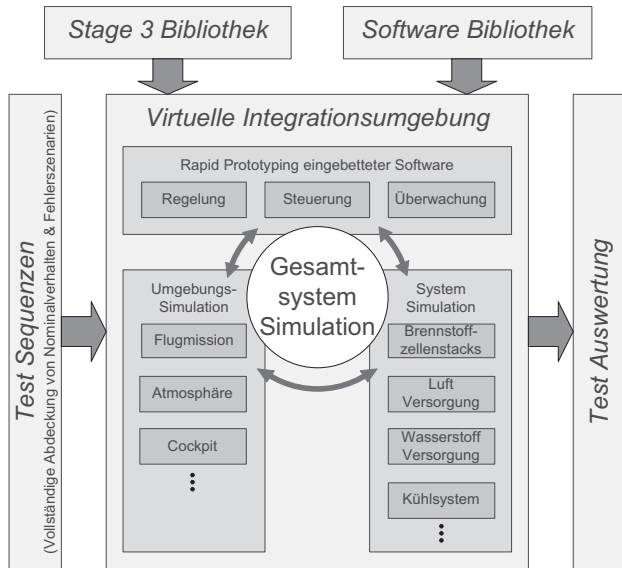 Stage 3 Bibliothek
Software Bibliothek
Test Sequenzen
(Vollständige Abdeckung von Nominalverhalten & Fehlerszenarien)
Virtuelle Integrationsumgebung
Rapid Prototyping eingebetteter Software
Regelung
Steuerung
Überwachung
Gesamt-
system
Simulation
Umgebungs-
Simulation
Flugmission
Atmosphäre
Cockpit
System
Simulation
Brennstoff-
zellenstacks
Luft
Versorgung
Wasserstoff
Versorgung
Kühlsystem
Test Auswertung